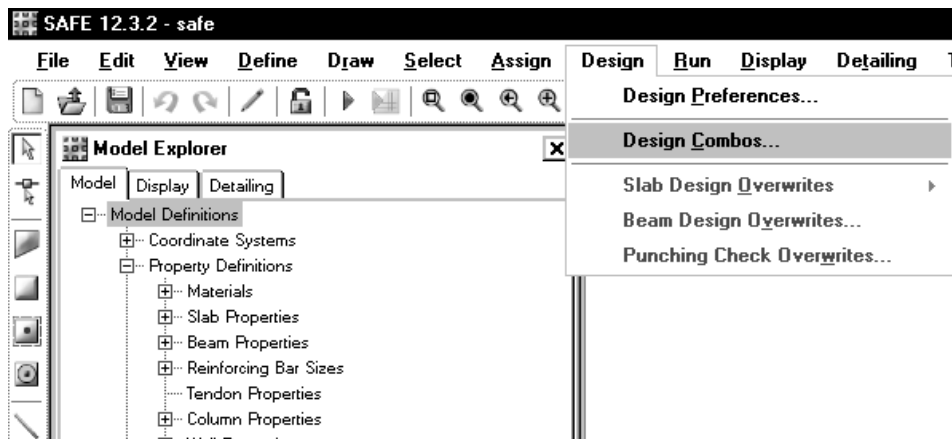 SAFE 12.3.2 - safe
File Edit View Define Draw Select Assign Design Run Display Detailing
Design Preferences...
Design Combos...
Slab Design Overwrites
Beam Design Overwrites...
Punching Check Overwrites...
Model Explorer
Model Display Detailing
Model Definitions
Coordinate Systems
Property Definitions
Materials
Slab Properties
Beam Properties
Reinforcing Bar Sizes
Tendon Properties
Column Properties